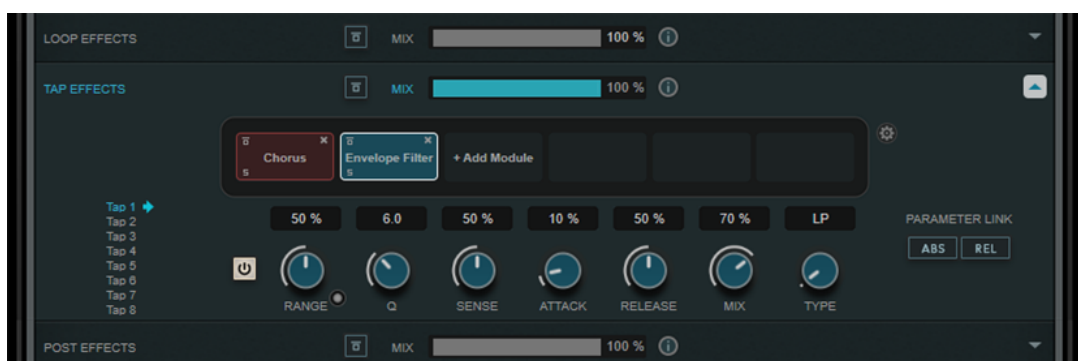 LOOP EFFECTS MIX 100 %
TAP EFFECTS MIX 100 %
Chorus
S
Envelope Filter
S
+ Add Module
Tap 1
Tap 2
Tap 3
Tap 4
Tap 5
Tap 6
Tap 7
Tap 8
50 % 6.0 50 % 10 % 50 % 70 % LP
RANGE Q SENSE ATTACK RELEASE MIX TYPE
PARAMETER LINK
ABS REL
POST EFFECTS MIX 100 %